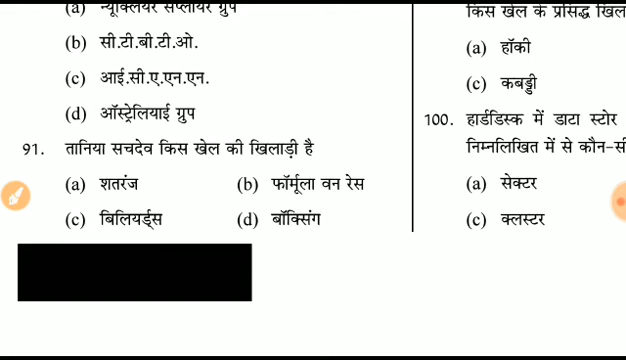 (a) न्यूक्लियर सप्लायर ग्रुप
(b) सी.टी.बी.टी.ओ.
(c) आई.सी.ए.एन.एन.
(d) ऑस्ट्रेलियाई ग्रुप
91. तानिया सचदेव किस खेल की खिलाड़ी है
(a) शतरंज (b) फॉर्मूला वन रेस
(c) बिलियर्ड्स (d) बॉक्सिंग
किस खेल के प्रसिद्ध
(a) हॉकी
(c) कबड्डी
100. हार्डडिस्क में डाटा स्टोर
निम्नलिखित में से
(a) सेक्टर
(c) क्लस्टर